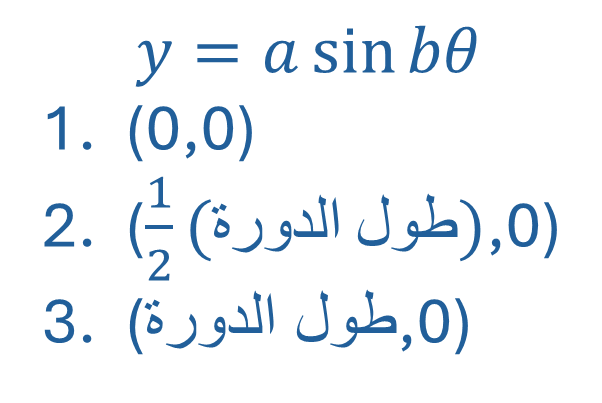 y = a sin bθ
1. (0,0)
2. (1/2 (طول الدورة),0)
3. (طول الدورة,0)